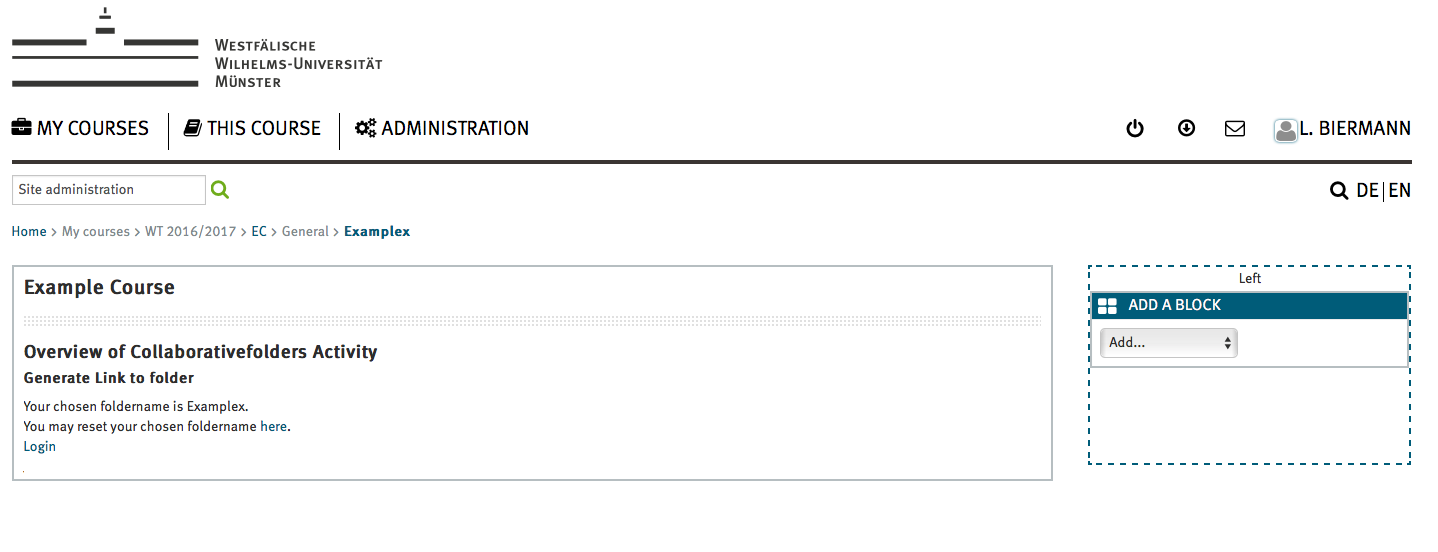 WESTFÄLISCHE
WILHELMS-UNIVERSITÄT
MÜNSTER
MY COURSES THIS COURSE ADMINISTRATION L. BIERMANN
Site administration DE|EN
Home > My courses > WT 2016/2017 > EC > General > Examplex
Example Course
Overview of Collaborativefolders Activity
Generate Link to folder
Your chosen foldername is Examplex.
You may reset your chosen foldername here.
Login
.
Left
ADD A BLOCK
Add...